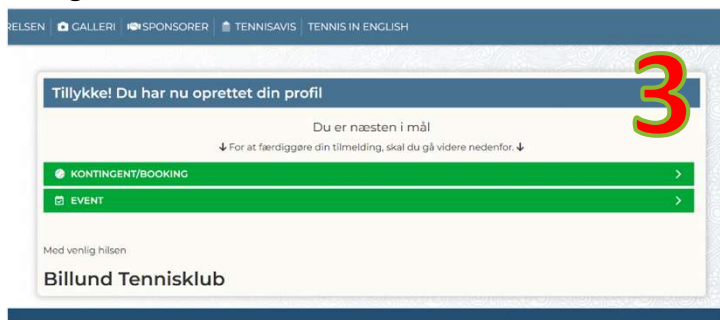 GALLERI SPONSORER TENNISAVIS TENNIS IN ENGLISH
3
Tillykke! Du har nu oprettet din profil
Du er næsten i mål
↓ For at færdiggøre din tilmelding, skal du gå videre nedenfor. ↓
KONTINGENT/BOOKING
EVENT
Med venlig hilsen
Billund Tennisklub